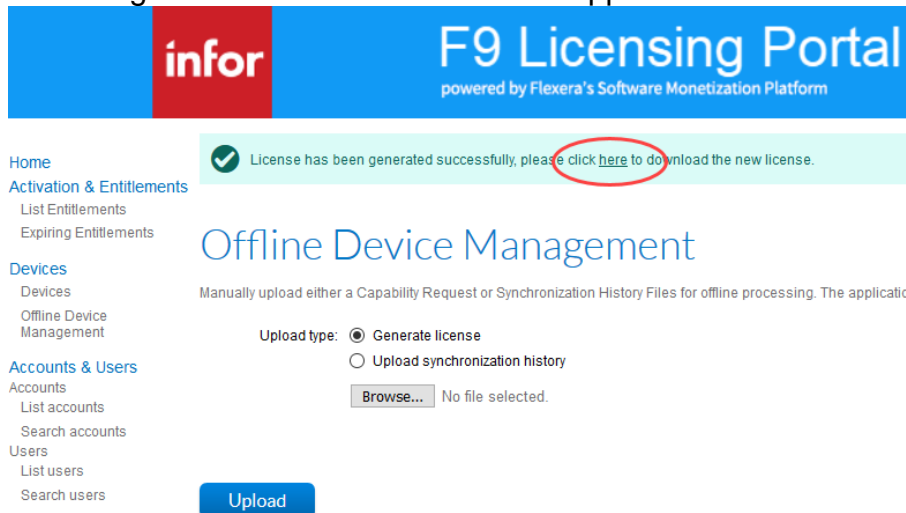 infor
F9 Licensing Portal
powered by Flexera's Software Monetization Platform
License has been generated successfully, please click here to download the new license.
Home
Activation & Entitlements
List Entitlements
Expiring Entitlements
Devices
Devices
Offline Device
Management
Accounts & Users
Accounts
List accounts
Search accounts
Users
List users
Search users
Offline Device Management
Manually upload either a Capability Request or Synchronization History Files for offline processing. The applicatio
Upload type:
Generate license
Upload synchronization history
Browse... No file selected.
Upload